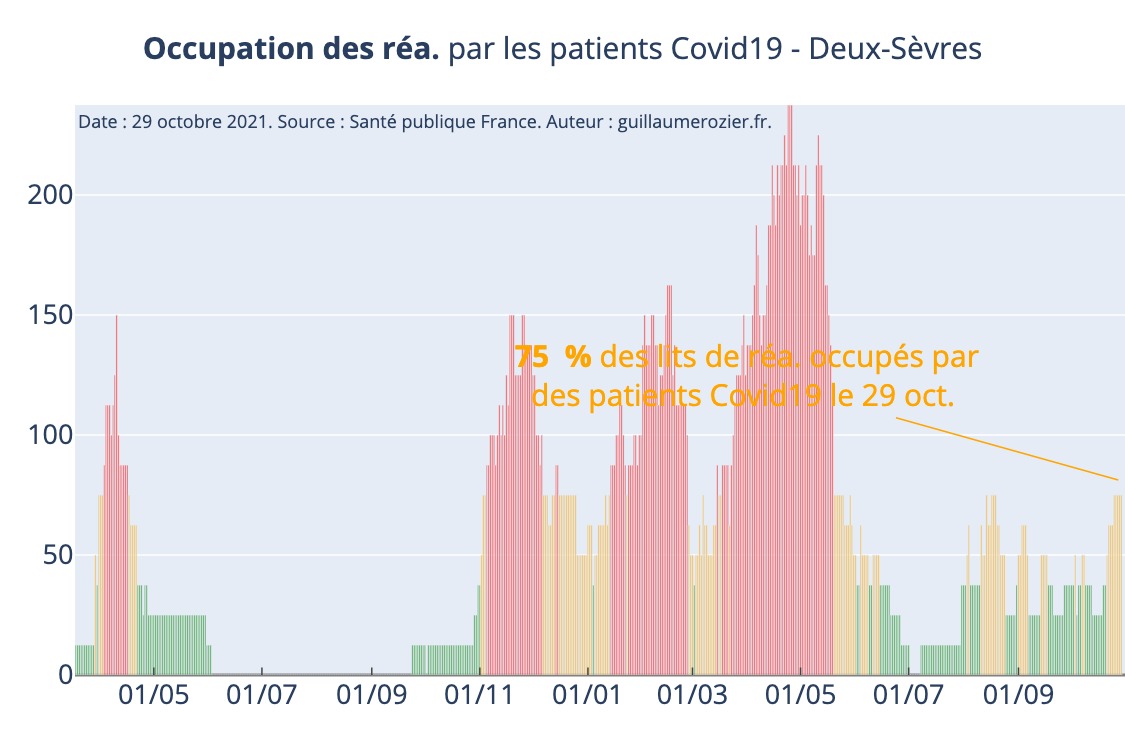 Occupation des réa. par les patients Covid19 - Deux-Sèvres
Date : 29 octobre 2021. Source : Santé publique France. Auteur : guillaumerozier.fr.
200
150
75 % des lits de réa. occupés par
des patients Covid19 le 29 oct.
100
50
0
01/05 01/07 01/09 01/11 01/01 01/03 01/05 01/07 01/09